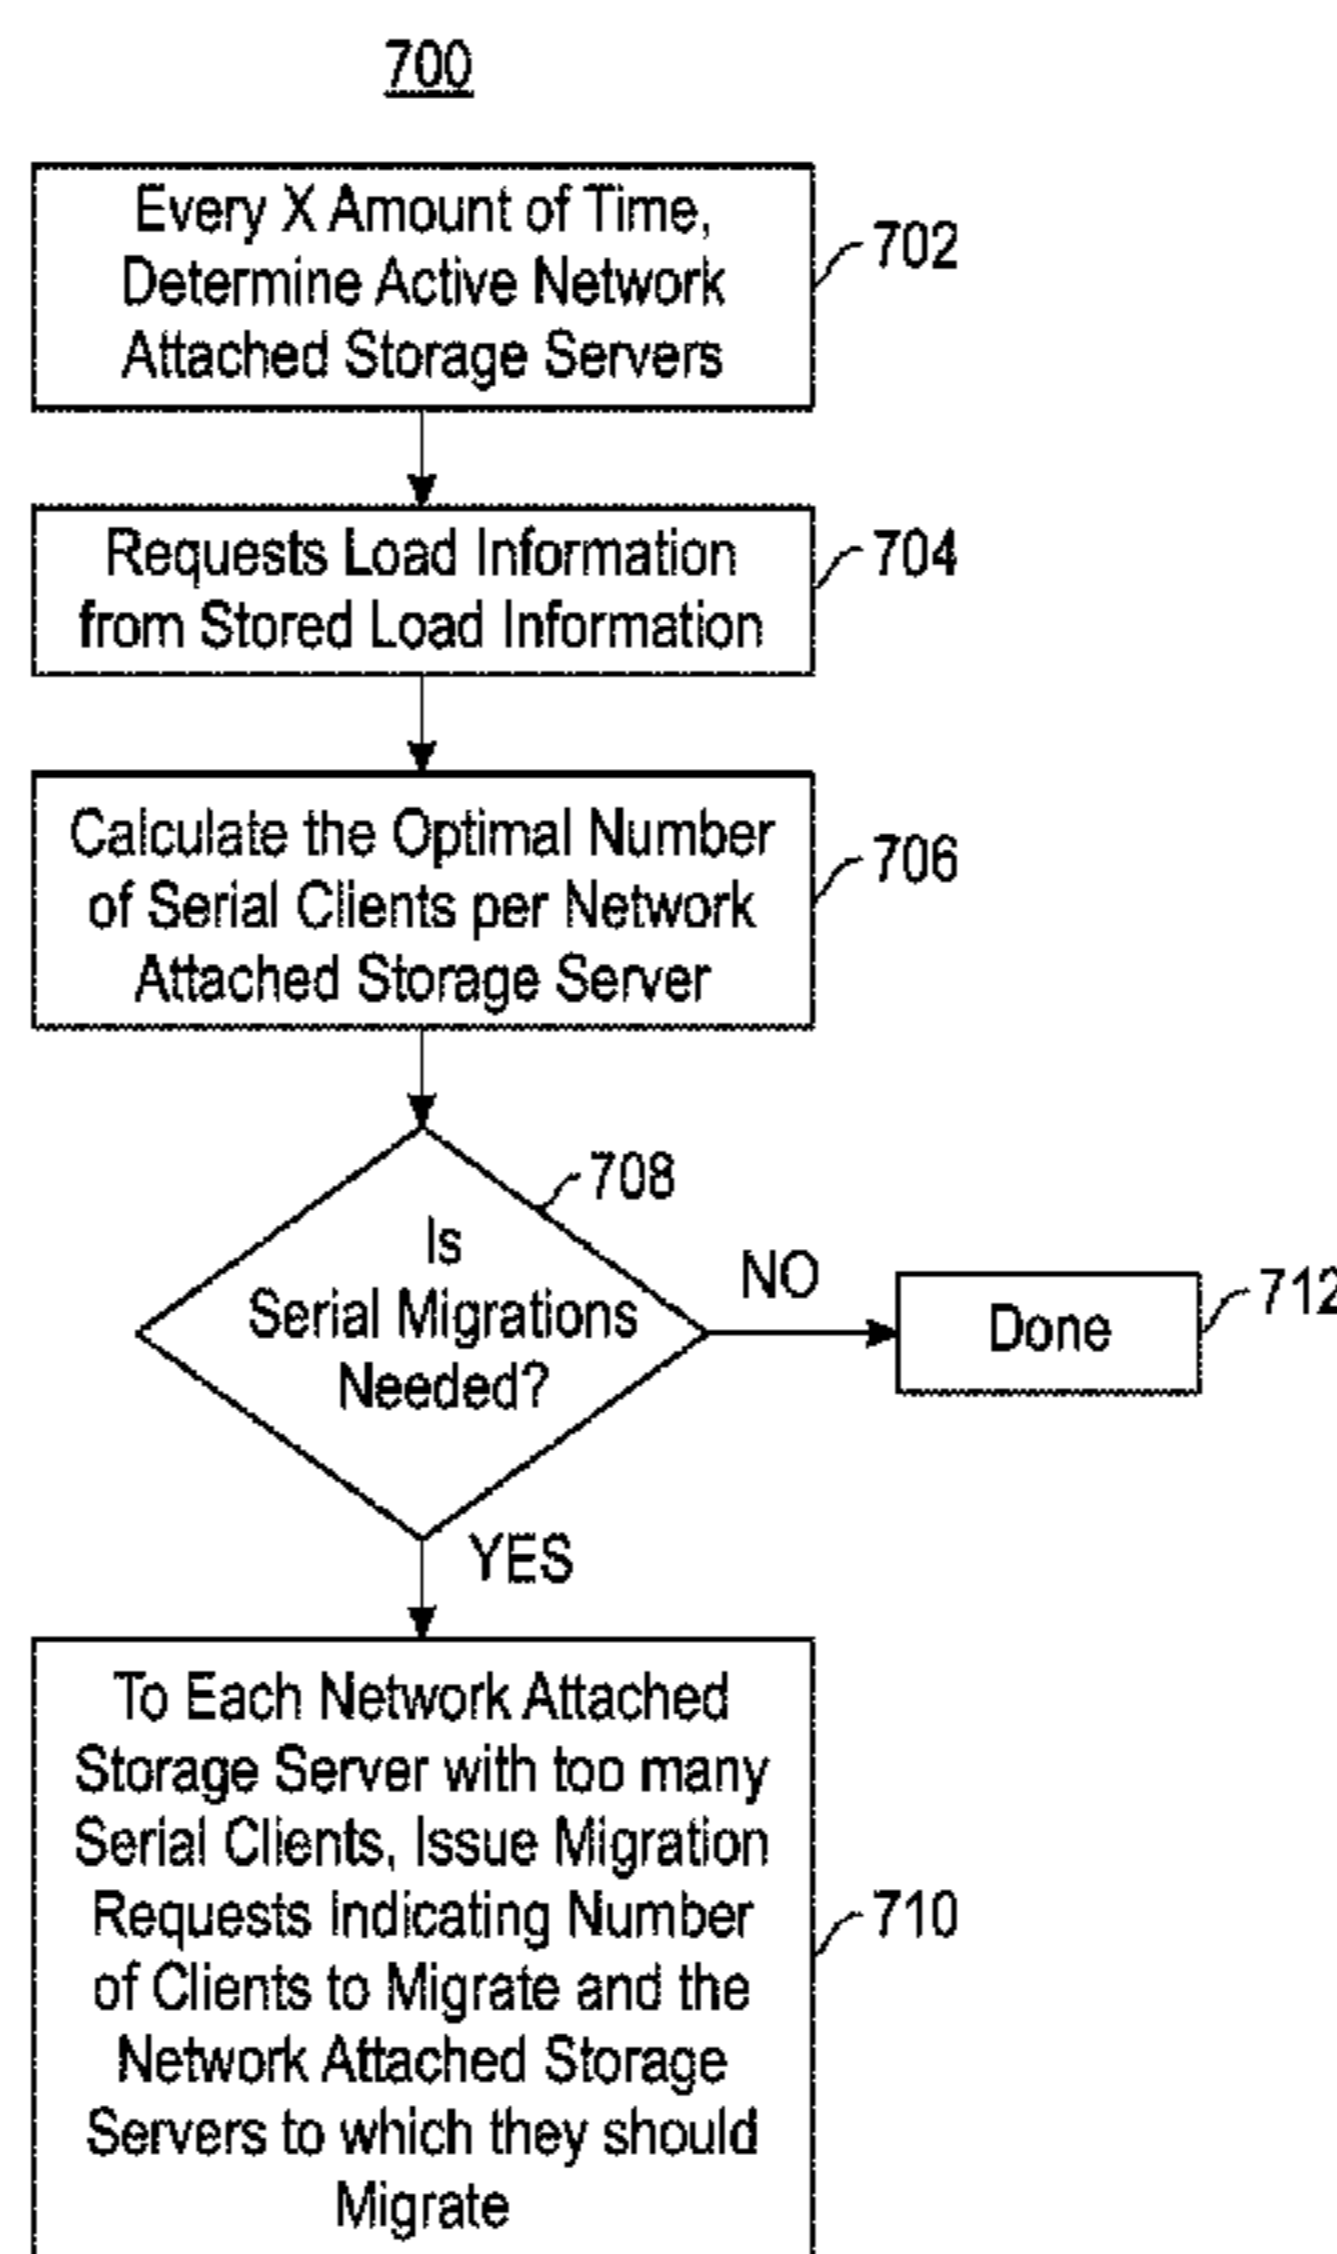 700
Every X Amount of Time,
Determine Active Network
Attached Storage Servers
702
Requests Load Information
from Stored Load Information
704
Calculate the Optimal Number
of Serial Clients per Network
Attached Storage Server
706
708
Is
Serial Migrations
Needed?
NO
Done
712
YES
To Each Network Attached
Storage Server with too many
Serial Clients, Issue Migration
Requests Indicating Number
of Clients to Migrate and the
Network Attached Storage
Servers to which they should
Migrate
710